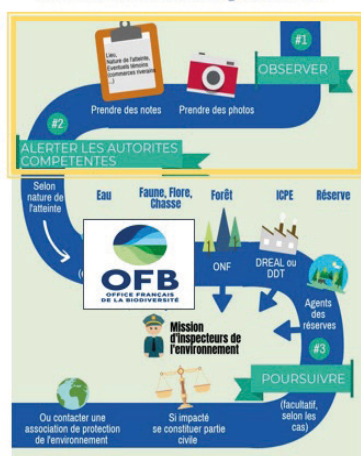 #1
OBSERVER
Lieu,
Nature de l'atteinte,
Eventuels témoins
(commerces riverains
...)
Prendre des notes
Prendre des photos
#2
ALERTER LES AUTORITES
COMPETENTES
Selon
nature de
l'atteinte
Eau
Faune, Flore,
Chasse
Forêt
ICPE
Réserve
OFB
OFFICE FRANÇAIS
DE LA BIODIVERSITÉ
ONF
DREAL ou
DDT
Agents
des
réserves
Mission
d'inspecteurs de
l'environnement
#3
POURSUIVRE
(facultatif,
selon les
cas)
Si impacté
se constituer partie
civile
Ou contacter une
association de protection
de l'environnement